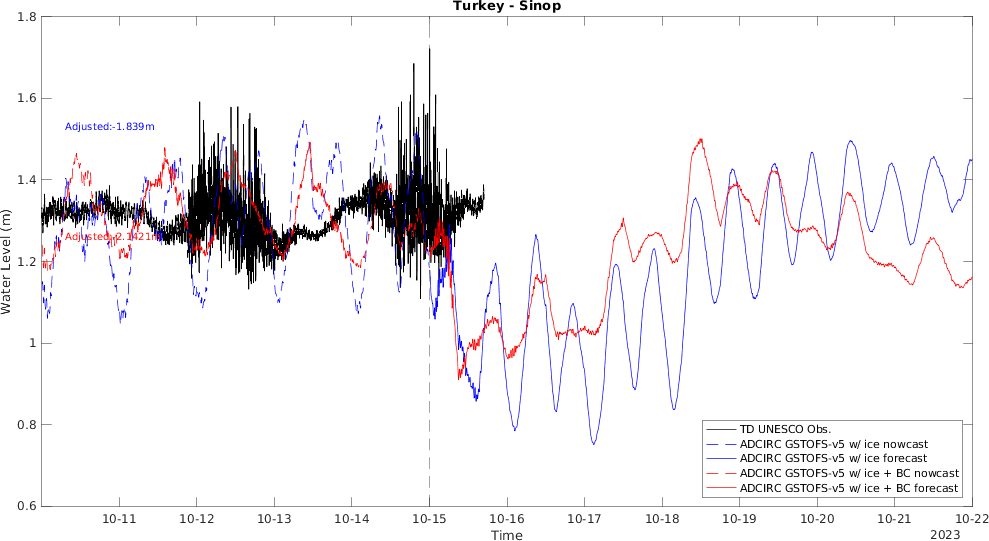 Turkey - Sinop
Water Level (m)
1.8
1.6
1.4
1.2
1
0.8
0.6
Adjusted:-1.839m
Adjusted:-2.1421m
TD UNESCO Obs.
ADCIRC GSTOFS-v5 w/ ice nowcast
ADCIRC GSTOFS-v5 w/ ice forecast
ADCIRC GSTOFS-v5 w/ ice + BC nowcast
ADCIRC GSTOFS-v5 w/ ice + BC forecast
10-11 10-12 10-13 10-14 10-15 10-16 10-17 10-18 10-19 10-20 10-21 10-22
Time
2023